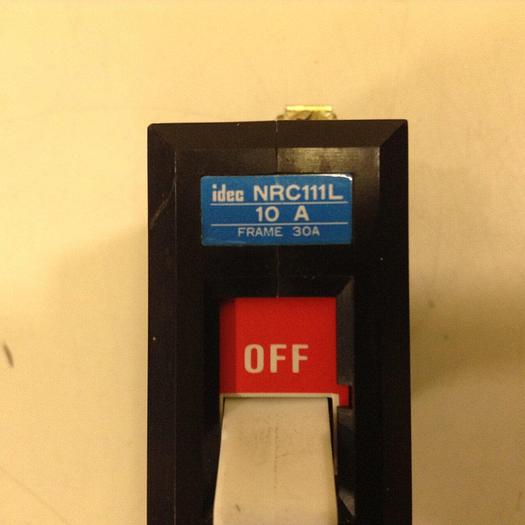 idec NRC111L
10 A
FRAME 30A
OFF